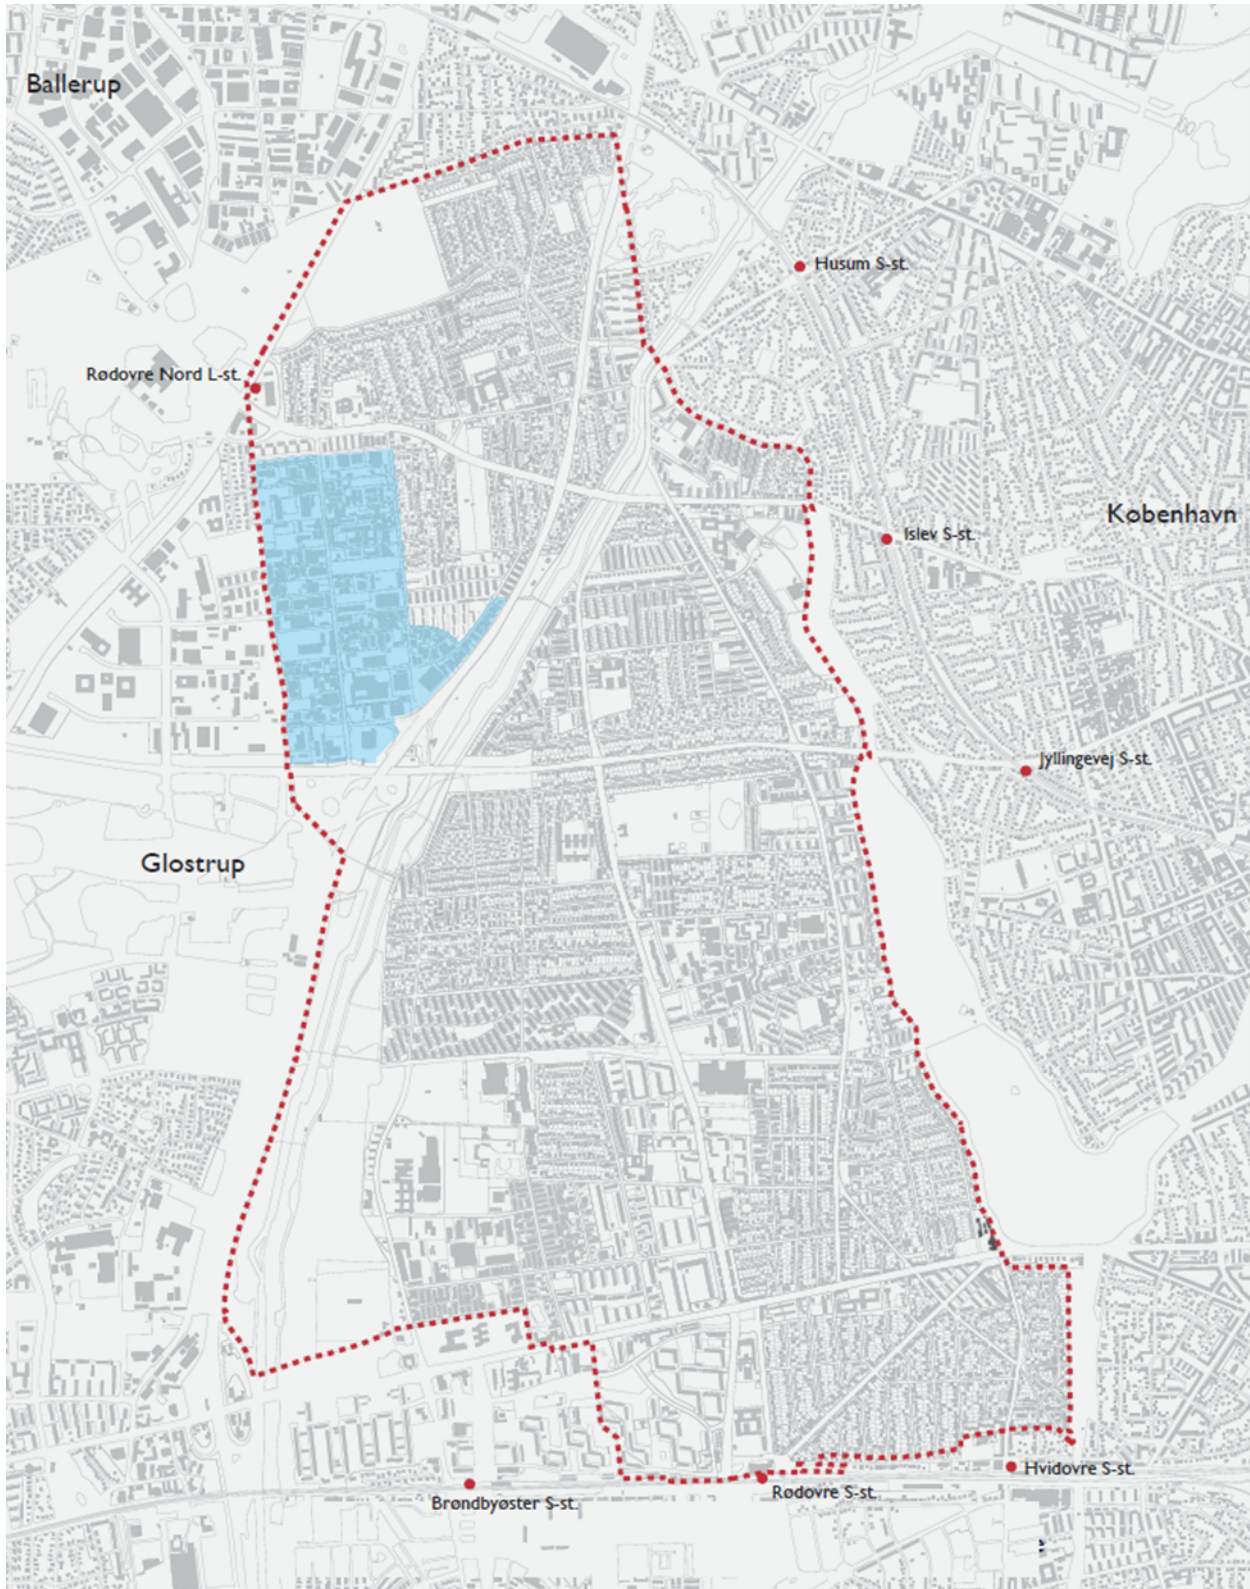 Ballerup
Husum S-st.
Rødovre Nord L-st.
København
Islev S-st.
Jyllingevej S-st.
Glostrup
Hvidovre S-st.
Rødovre S-st.
Brøndbyøster S-st.